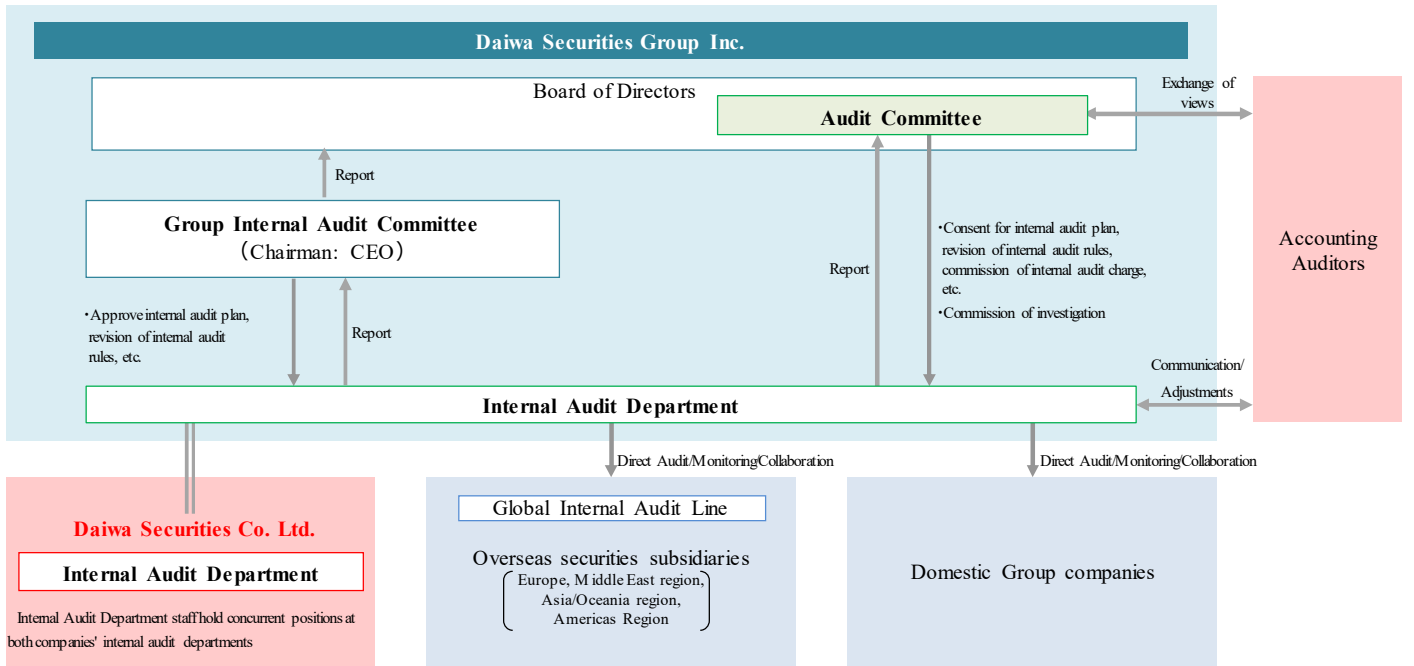 Daiwa Securities Group Inc.
Board of Directors
Audit Committee
Exchange of
views
Report
Group Internal Audit Committee
（Chairman: CEO）
・Approve internal audit plan,
revision of internal audit
rules, etc.
Report
Report
・Consent for internal audit plan,
revision of internal audit rules,
commission of internal audit charge,
etc.
・Commission of investigation
Accounting
Auditors
Communication/
Adjustments
Internal Audit Department
Direct Audit/Monitoring/Collaboration
Direct Audit/Monitoring/Collaboration
Daiwa Securities Co. Ltd.
Internal Audit Department
Internal Audit Department staff hold concurrent positions at
both companies' internal audit departments
Global Internal Audit Line
Overseas securities subsidiaries
Europe, Middle East region,
Asia/Oceania region,
Americas Region
Domestic Group companies